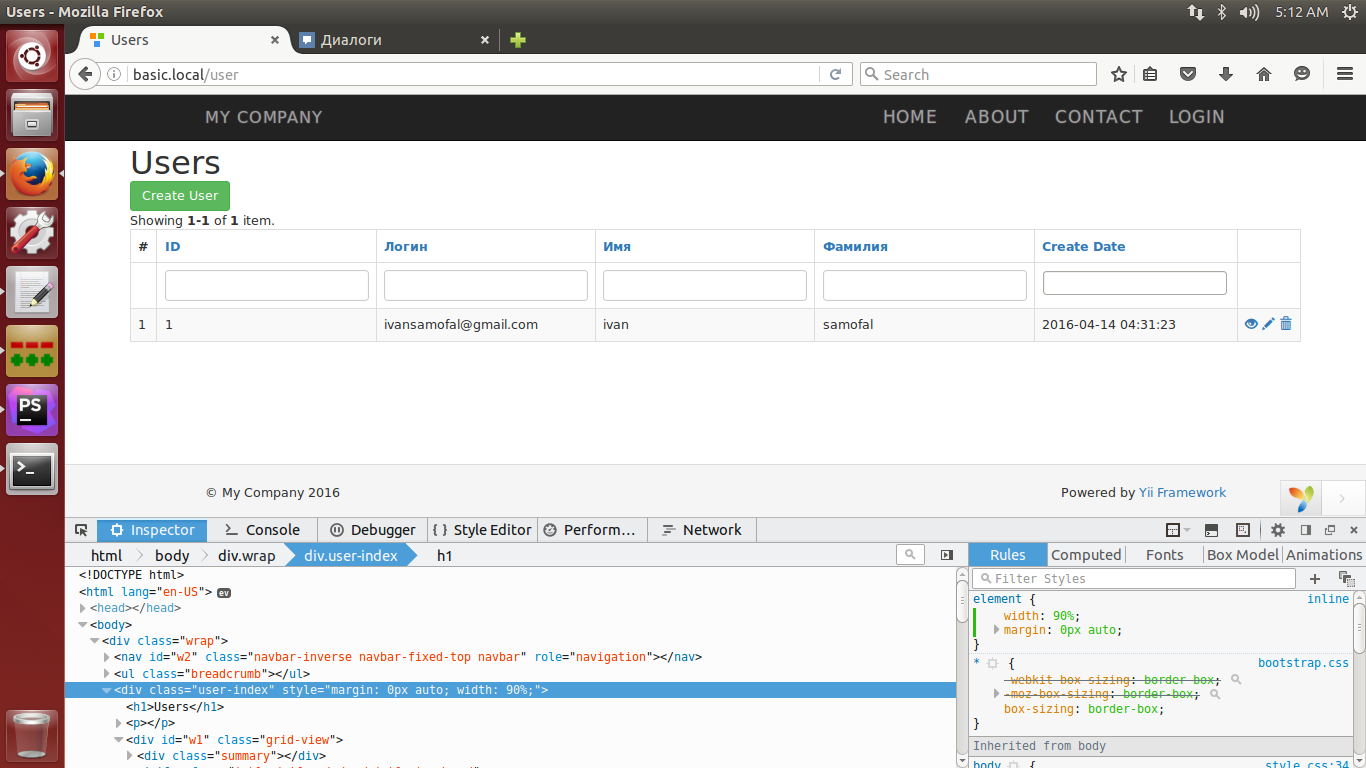 Users - Mozilla Firefox
5:12 AM
Users
Диалоги
basic.local/user
Search
MY COMPANY
HOME ABOUT CONTACT LOGIN
Users
Create User
Showing 1-1 of 1 item.
# ID Логин Имя Фамилия Create Date
1 1 ivansamofal@gmail.com ivan samofal 2016-04-14 04:31:23
PS
© My Company 2016
Powered by Yii Framework
Inspector Console Debugger Style Editor Perform… Network
html body div.wrap div.user-index h1
Rules Computed Fonts Box Model Animations
<!DOCTYPE html>
<html lang="en-US"> ev
<head></head>
<body>
<div class="wrap">
<nav id="w2" class="navbar-inverse navbar-fixed-top navbar" role="navigation"></nav>
<ul class="breadcrumb"></ul>
<div class="user-index" style="margin: 0px auto; width: 90%;">
<h1>Users</h1>
<p></p>
<div id="w1" class="grid-view">
<div class="summary"></div>
Filter Styles
element { inline
width: 90%;
margin: 0px auto;
}
* { bootstrap.css
-webkit-box-sizing: border-box;
-moz-box-sizing: border-box;
box-sizing: border-box;
}
Inherited from body
body { style.css:34